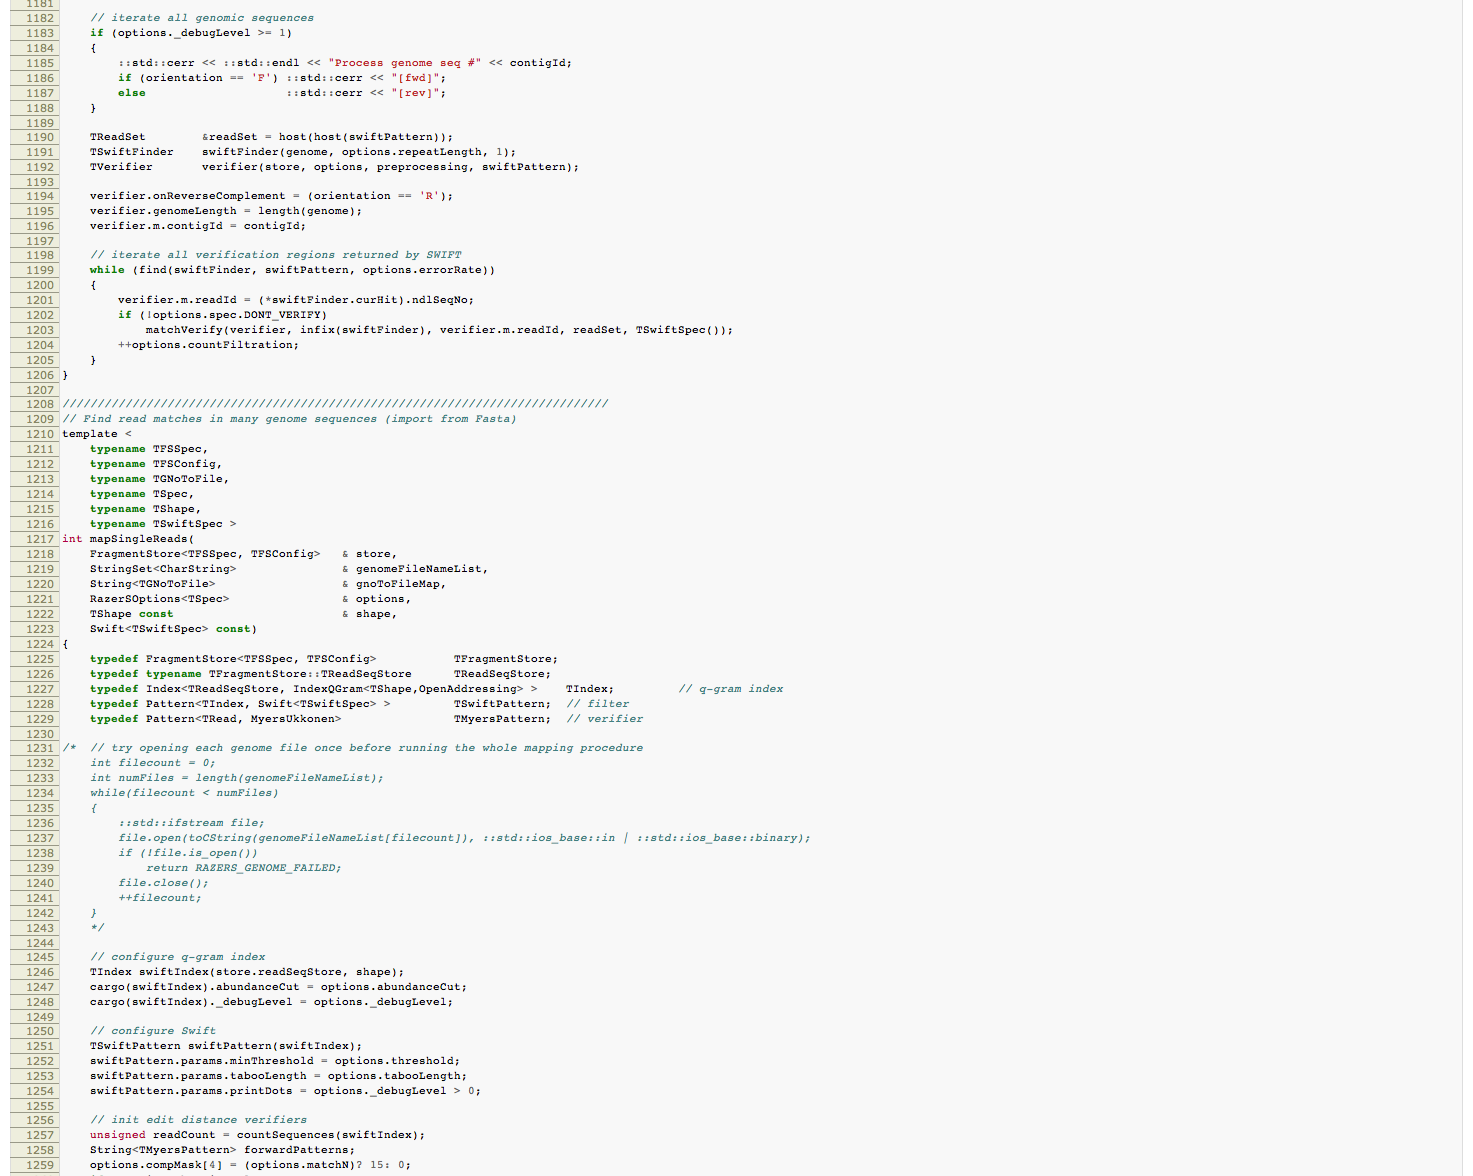 1181
1182 // iterate all genomic sequences
1183 if (options._debugLevel >= 1)
1184 {
1185 ::std::cerr << ::std::endl << "Process genome seq #" << contigId;
1186 if (orientation == 'F') ::std::cerr << "[fwd]";
1187 else ::std::cerr << "[rev]";
1188 }
1189
1190 TReadSet &readSet = host(host(swiftPattern));
1191 TSwiftFinder swiftFinder(genome, options.repeatLength, 1);
1192 TVerifier verifier(store, options, preprocessing, swiftPattern);
1193
1194 verifier.onReverseComplement = (orientation == 'R');
1195 verifier.genomeLength = length(genome);
1196 verifier.m.contigId = contigId;
1197
1198 // iterate all verification regions returned by SWIFT
1199 while (find(swiftFinder, swiftPattern, options.errorRate))
1200 {
1201 verifier.m.readId = (*swiftFinder.curHit).ndlSeqNo;
1202 if (!options.spec.DONT_VERIFY)
1203 matchVerify(verifier, infix(swiftFinder), verifier.m.readId, readSet, TSwiftSpec());
1204 ++options.countFiltration;
1205 }
1206 }
1207
1208 //////////////////////////////////////////////////////////////////////////////
1209 // Find read matches in many genome sequences (import from Fasta)
1210 template <
1211 typename TFSSpec,
1212 typename TFSConfig,
1213 typename TGNoToFile,
1214 typename TSpec,
1215 typename TShape,
1216 typename TSwiftSpec >
1217 int mapSingleReads(
1218 FragmentStore<TFSSpec, TFSConfig> & store,
1219 StringSet<CharString> & genomeFileNameList,
1220 String<TGNoToFile> & gnoToFileMap,
1221 RazerSOptions<TSpec> & options,
1222 TShape const & shape,
1223 Swift<TSwiftSpec> const)
1224 {
1225 typedef FragmentStore<TFSSpec, TFSConfig> TFragmentStore;
1226 typedef typename TFragmentStore::TReadSeqStore TReadSeqStore;
1227 typedef Index<TReadSeqStore, IndexQGram<TShape,OpenAddressing> > TIndex; // q-gram index
1228 typedef Pattern<TIndex, Swift<TSwiftSpec> > TSwiftPattern; // filter
1229 typedef Pattern<TRead, MyersUkkonen> TMyersPattern; // verifier
1230
1231 /* // try opening each genome file once before running the whole mapping procedure
1232 int filecount = 0;
1233 int numFiles = length(genomeFileNameList);
1234 while(filecount < numFiles)
1235 {
1236 ::std::ifstream file;
1237 file.open(toCString(genomeFileNameList[filecount]), ::std::ios_base::in | ::std::ios_base::binary);
1238 if (!file.is_open())
1239 return RAZERS_GENOME_FAILED;
1240 file.close();
1241 ++filecount;
1242 }
1243 */
1244
1245 // configure q-gram index
1246 TIndex swiftIndex(store.readSeqStore, shape);
1247 cargo(swiftIndex).abundanceCut = options.abundanceCut;
1248 cargo(swiftIndex)._debugLevel = options._debugLevel;
1249
1250 // configure Swift
1251 TSwiftPattern swiftPattern(swiftIndex);
1252 swiftPattern.params.minThreshold = options.threshold;
1253 swiftPattern.params.tabooLength = options.tabooLength;
1254 swiftPattern.params.printDots = options._debugLevel > 0;
1255
1256 // init edit distance verifiers
1257 unsigned readCount = countSequences(swiftIndex);
1258 String<TMyersPattern> forwardPatterns;
1259 options.compMask[4] = (options.matchN)? 15: 0;